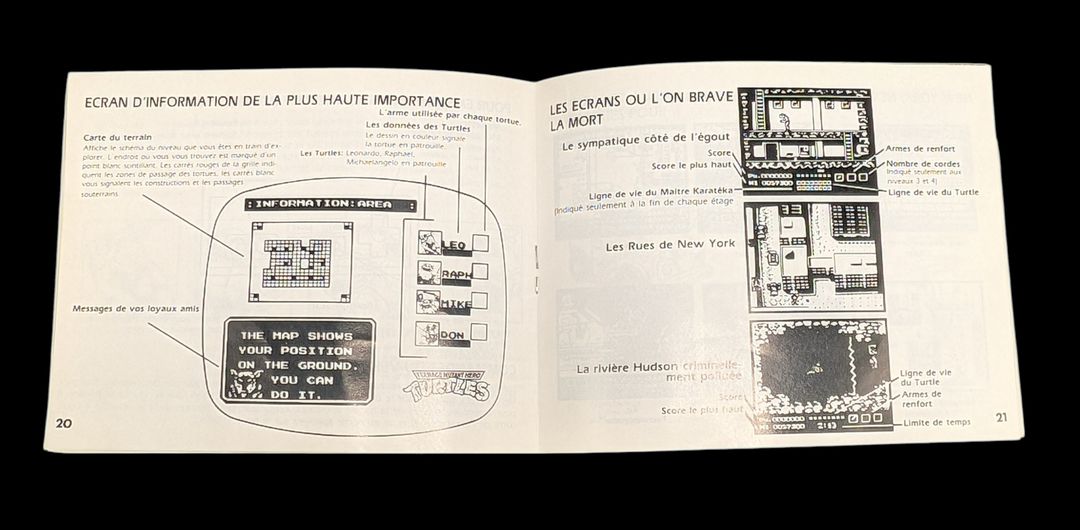 ECRAN D'INFORMATION DE LA PLUS HAUTE IMPORTANCE
L'arme utilisée par chaque tortue.
Les données des Turtles
Le dessin en couleur signale
la tortue en patrouille.
Les Turtles: Leonardo, Raphael,
Michaelangelo en patrouille
Carte du terrain
Affiche le schéma du niveau que vous êtes en train d'ex-
plorer. L'endroit où vous vous trouvez est marqué d'un
point blanc scintillant. Les carrés rouges de la grille indi-
quent les zones de passage des tortues, les carrés blanc
vous signalent les constructions et les passages
souterrains.
:INFORMATION:AREA :
LEO
RAPH
MIKE
DON
Messages de vos loyaux amis
THE MAP SHOWS
YOUR POSITION
ON THE GROUND.
YOU CAN
DO IT.
TEENAGE MUTANT HERO
TURTLES
20
LES ECRANS OU L'ON BRAVE
LA MORT
Le sympatique côté de l'égout
Score
Score le plus haut
Ligne de vie du Maitre Karatéka
(Indiqué seulement à la fin de chaque étage
HI 0057300
Armes de renfort
Nombre de cordes
(Indiqué seulement aux
niveaux 3 et 4)
Ligne de vie du Turtle
Les Rues de New York
La rivière Hudson criminelle-
ment polluée
Score
Score le plus haut
HI 0057300 2:13
Ligne de vie
du Turtle
Armes de
renfort
Limite de temps
21